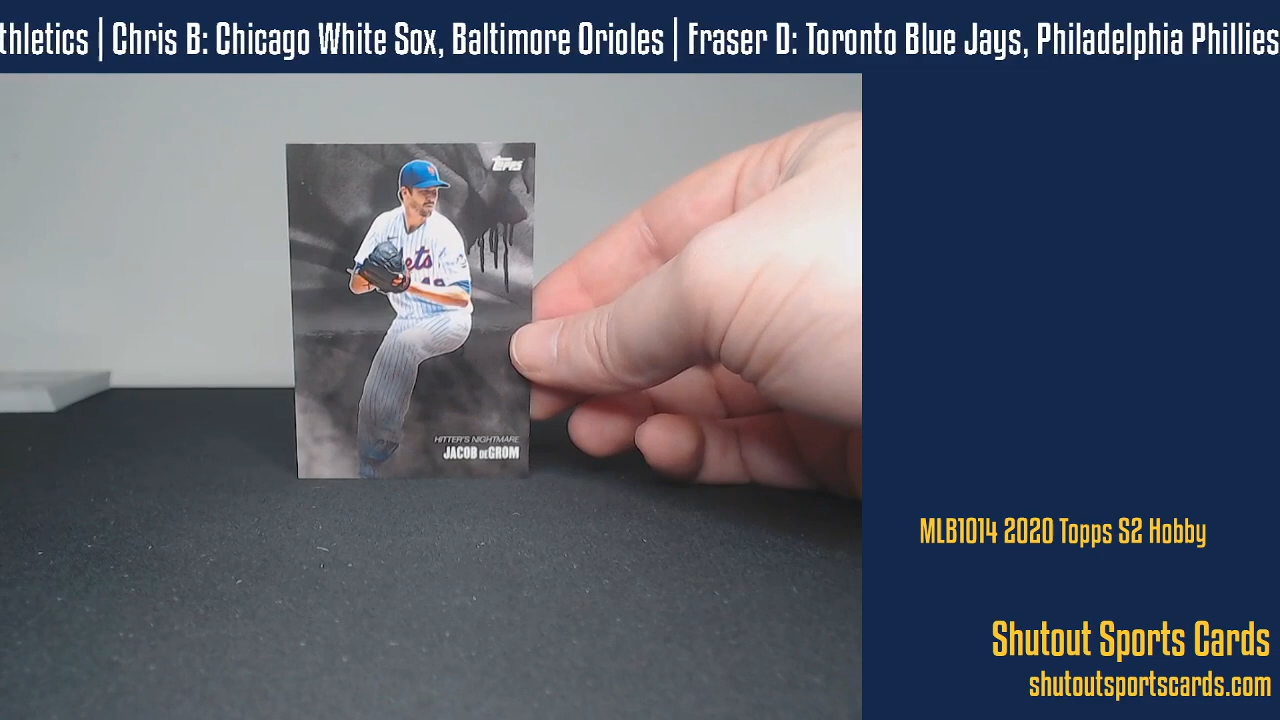 thletics | Chris B: Chicago White Sox, Baltimore Orioles | Fraser D: Toronto Blue Jays, Philadelphia Phillies
Topps
ets
HITTER'S NIGHTMARE
JACOB DEGROM
MLB1014 2020 Topps S2 Hobby
Shutout Sports Cards
shutoutsportscards.com